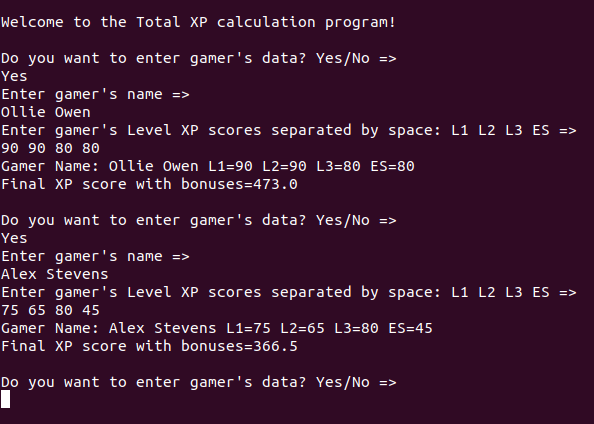 Welcome to the Total XP calculation program!
Do you want to enter gamer's data? Yes/No =>
Yes
Enter gamer's name =>
Ollie Owen
Enter gamer's Level XP scores separated by space: L1 L2 L3 ES =>
90 90 80 80
Gamer Name: Ollie Owen L1=90 L2=90 L3=80 ES=80
Final XP score with bonuses=473.0
Do you want to enter gamer's data? Yes/No =>
Yes
Enter gamer's name =>
Alex Stevens
Enter gamer's Level XP scores separated by space: L1 L2 L3 ES =>
75 65 80 45
Gamer Name: Alex Stevens L1=75 L2=65 L3=80 ES=45
Final XP score with bonuses=366.5
Do you want to enter gamer's data? Yes/No =>